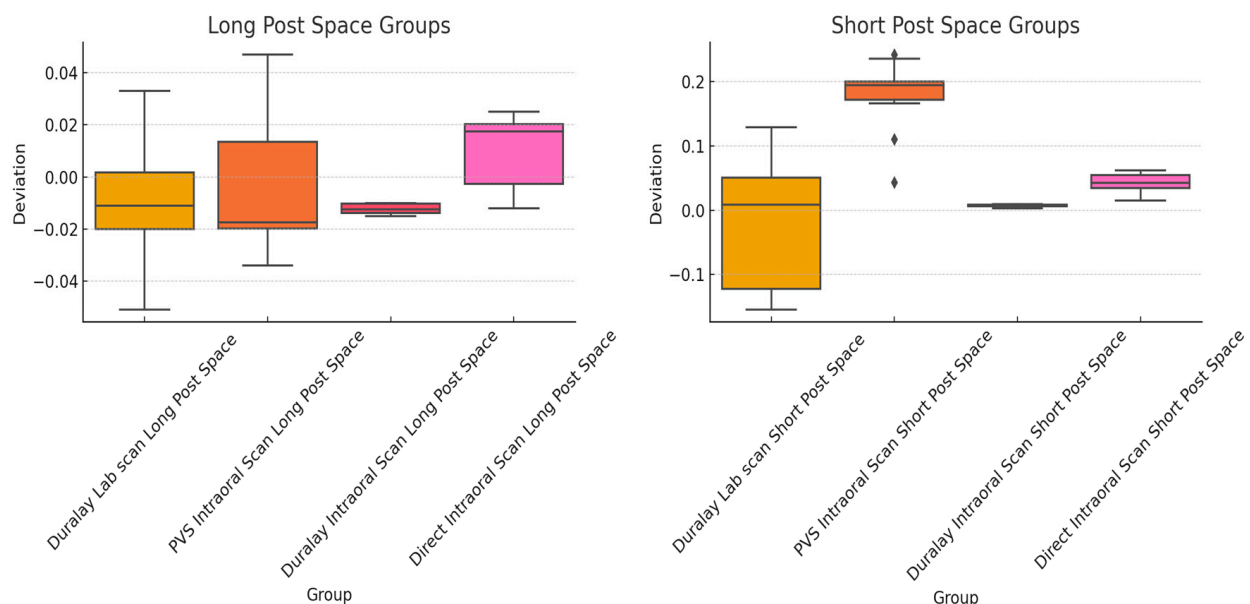 Long Post Space Groups
0.04
0.02
0.00
−0.02
−0.04
Deviation
Duralay Lab scan Long Post Space
PVS Intraoral Scan Long Post Space
Duralay Intraoral Scan Long Post Space
Direct Intraoral Scan Long Post Space
Group
Short Post Space Groups
0.2
0.1
0.0
−0.1
Deviation
Duralay Lab scan Short Post Space
PVS Intraoral Scan Short Post Space
Duralay Intraoral Scan Short Post Space
Direct Intraoral Scan Short Post Space
Group